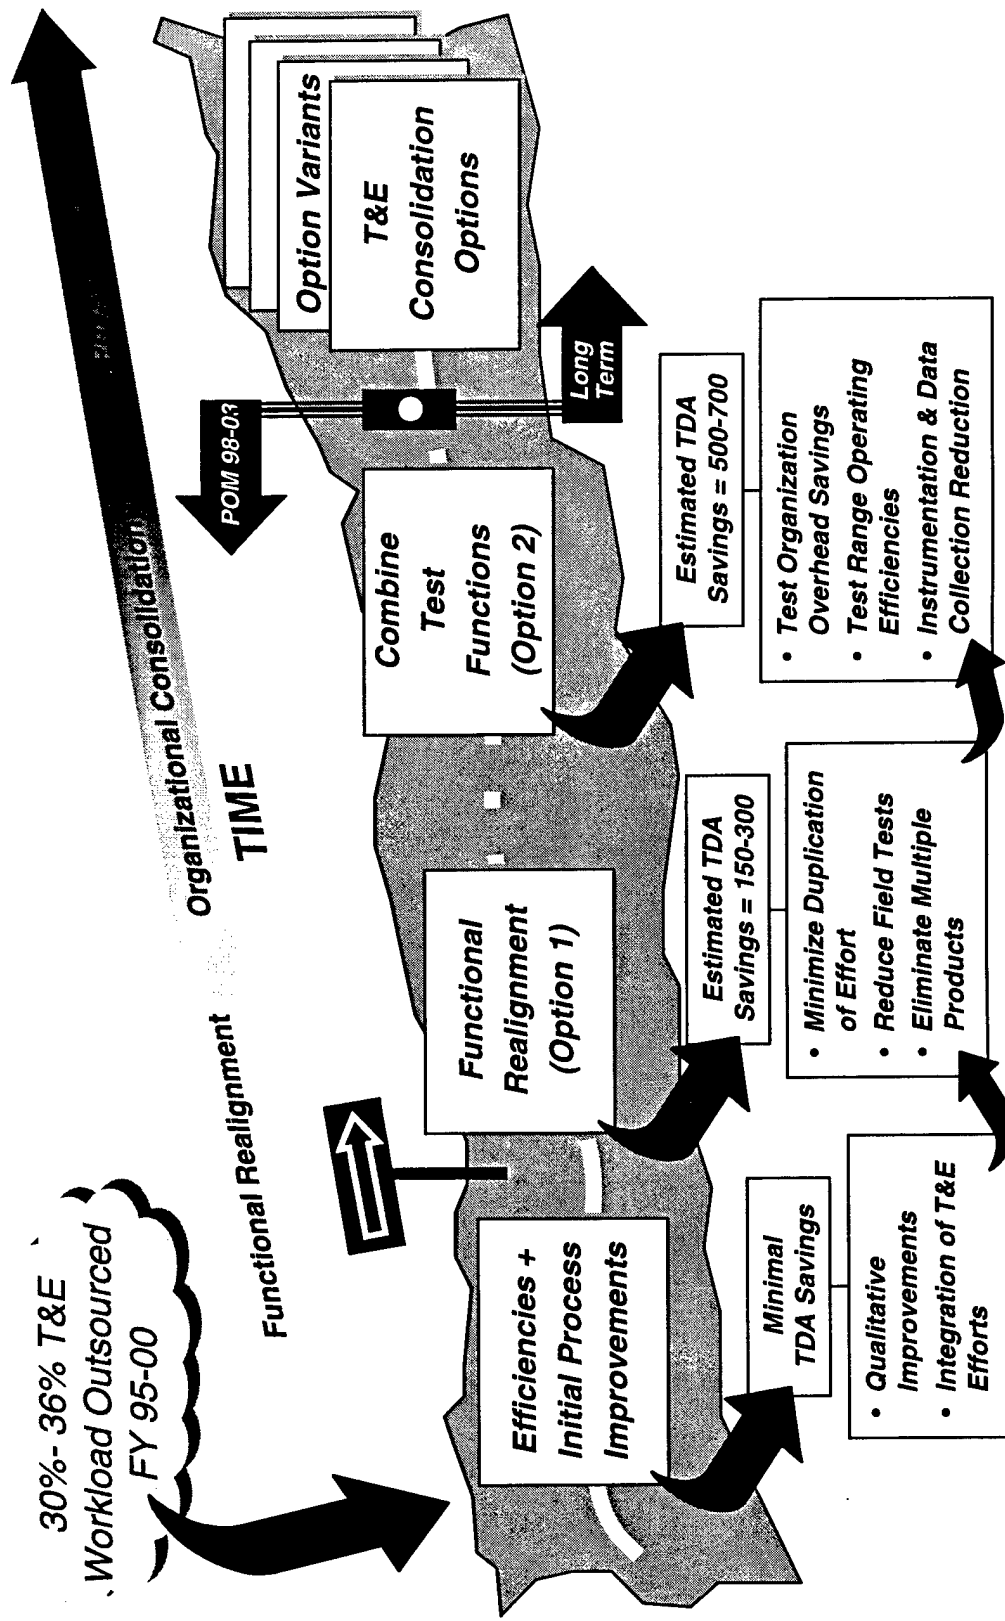 30%- 36% T&E
Workload Outsourced
FY 95-00
Functional Realignment
Organizational Consolidation
TIME
POM 98-03
Long
Term
Efficiencies +
Initial Process
Improvements
Functional
Realignment
(Option 1)
Combine
Test
Functions
(Option 2)
Option Variants
T&E
Consolidation
Options
Minimal
TDA Savings
• Qualitative
Improvements
• Integration of T&E
Efforts
Estimated TDA
Savings = 150-300
• Minimize Duplication
of Effort
• Reduce Field Tests
• Eliminate Multiple
Products
Estimated TDA
Savings = 500-700
• Test Organization
Overhead Savings
• Test Range Operating
Efficiencies
• Instrumentation & Data
Collection Reduction